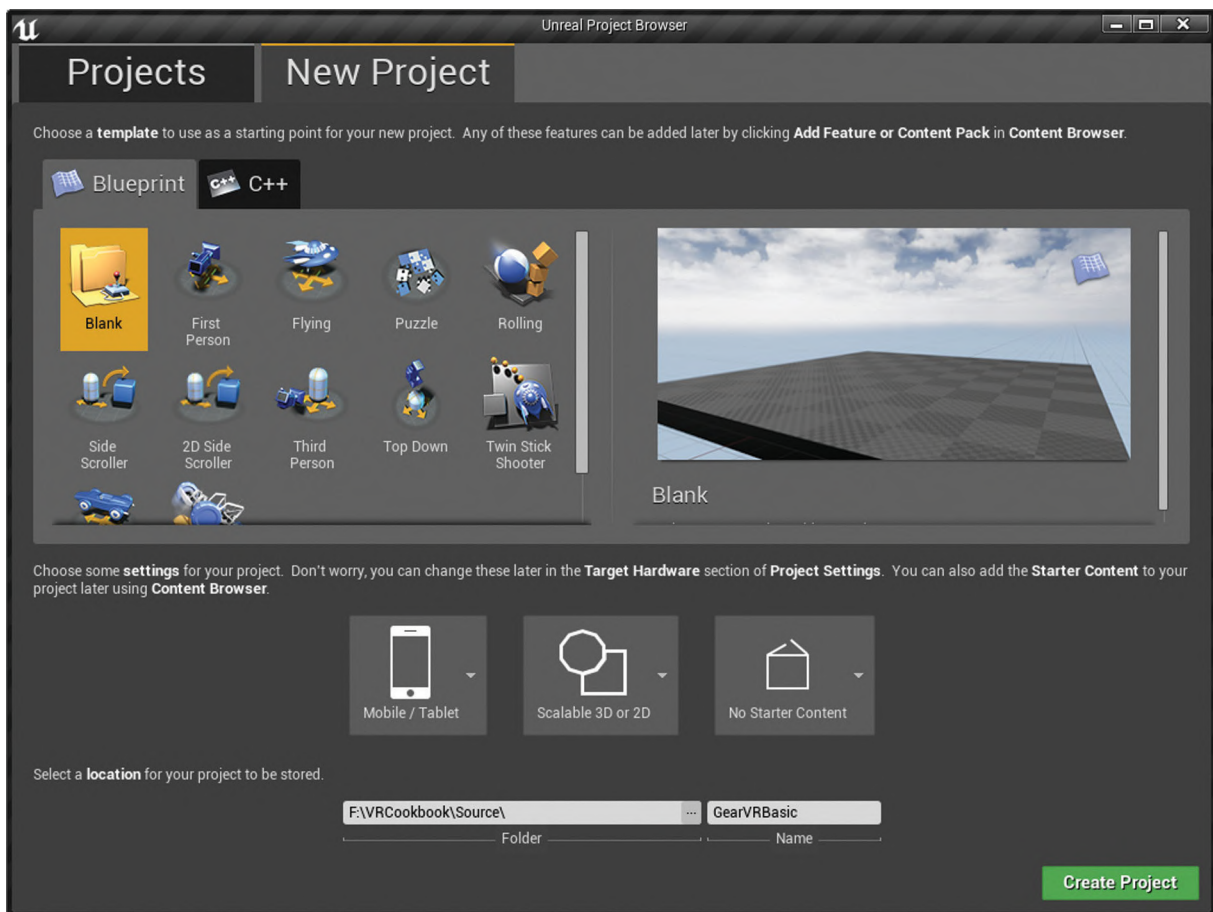 Unreal Project Browser
Projects
New Project
Choose a template to use as a starting point for your new project. Any of these features can be added later by clicking Add Feature or Content Pack in Content Browser.
Blueprint
C++
C++
Blank
First
Person
Flying
Puzzle
Rolling
Side
Scroller
2D Side
Scroller
Third
Person
Top Down
Twin Stick
Shooter
Blank
Choose some settings for your project. Don't worry, you can change these later in the Target Hardware section of Project Settings. You can also add the Starter Content to your
project later using Content Browser.
Mobile / Tablet
Scalable 3D or 2D
No Starter Content
Select a location for your project to be stored.
F:\VRCookbook\Source\
...
GearVRBasic
Folder
Name
Create Project